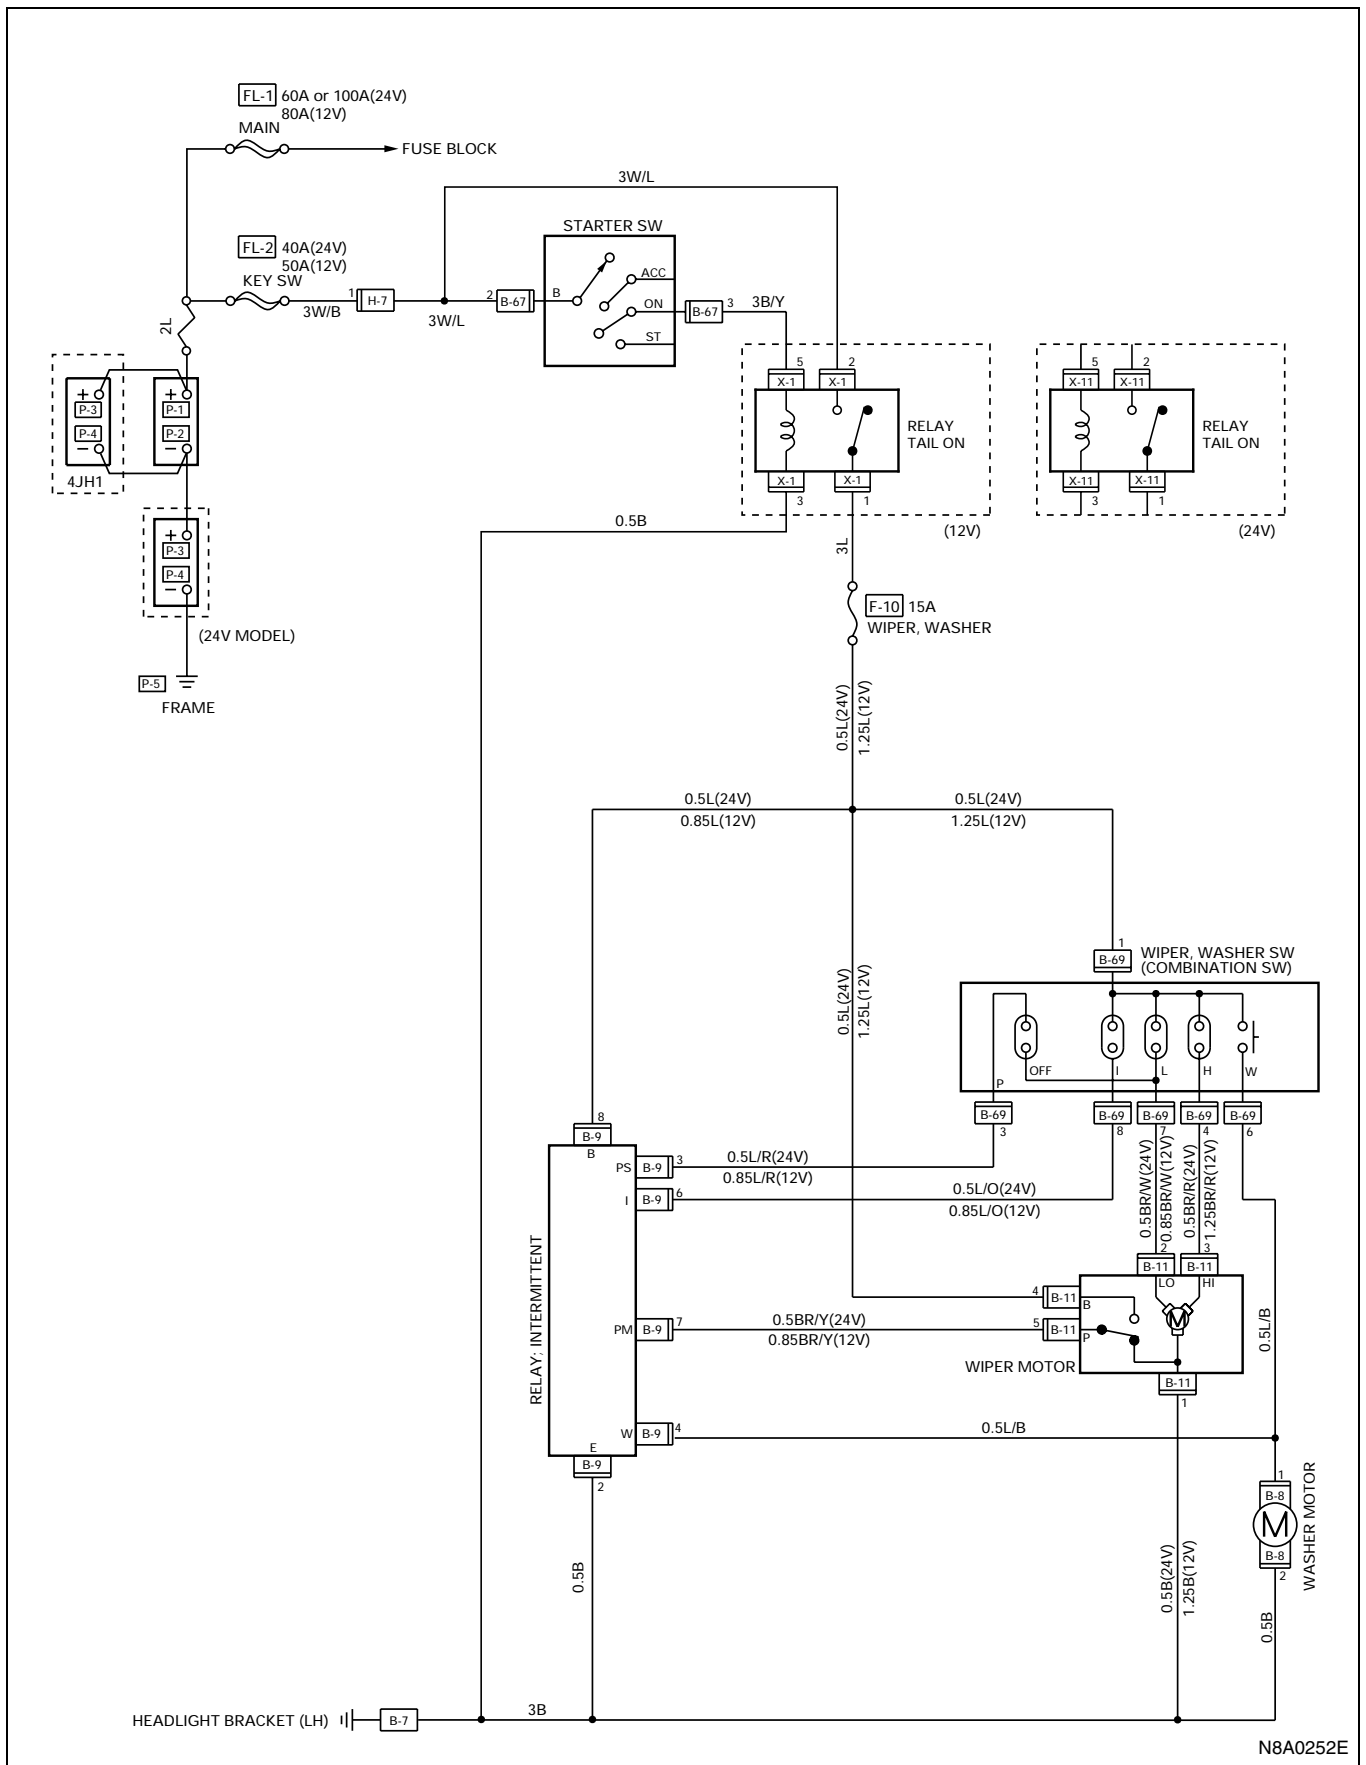 FL-1 60A or 100A(24V)
80A(12V)
MAIN
FUSE BLOCK
3W/L
STARTER SW
FL-2 40A(24V)
50A(12V)
KEY SW
1
H-7
3W/B
3W/L
2
B-67
B
ACC
ON
ST
B-67
3
3B/Y
2L
+
P-3
P-4
−
4JH1
+
P-1
P-2
−
+
P-3
P-4
−
(24V MODEL)
P-5
FRAME
5
2
X-1
X-1
RELAY
TAIL ON
X-1
X-1
3
1
(12V)
5
2
X-11
X-11
RELAY
TAIL ON
X-11
X-11
3
1
(24V)
0.5B
3L
F-10 15A
WIPER, WASHER
0.5L(24V)
1.25L(12V)
0.5L(24V)
0.85L(12V)
0.5L(24V)
1.25L(12V)
0.5L(24V)
1.25L(12V)
1
B-69
WIPER, WASHER SW
(COMBINATION SW)
P
OFF
I
L
H
W
B-69
B-69
B-69
B-69
B-69
3
8
7
4
6
8
B-9
B
PS
B-9
3
0.5L/R(24V)
0.85L/R(12V)
I
B-9
6
0.5L/O(24V)
0.85L/O(12V)
0.5BR/W(24V)
0.85BR/W(12V)
0.5BR/R(24V)
1.25BR/R(12V)
RELAY; INTERMITTENT
2
3
B-11
B-11
LO
HI
M
4
B-11
B
5
B-11
P
PM
B-9
7
0.5BR/Y(24V)
0.85BR/Y(12V)
WIPER MOTOR
B-11
1
0.5L/B
W
B-9
4
0.5L/B
E
B-9
2
0.5B
0.5B(24V)
1.25B(12V)
1
B-8
M
B-8
2
WASHER MOTOR
0.5B
HEADLIGHT BRACKET (LH)
B-7
3B
N8A0252E